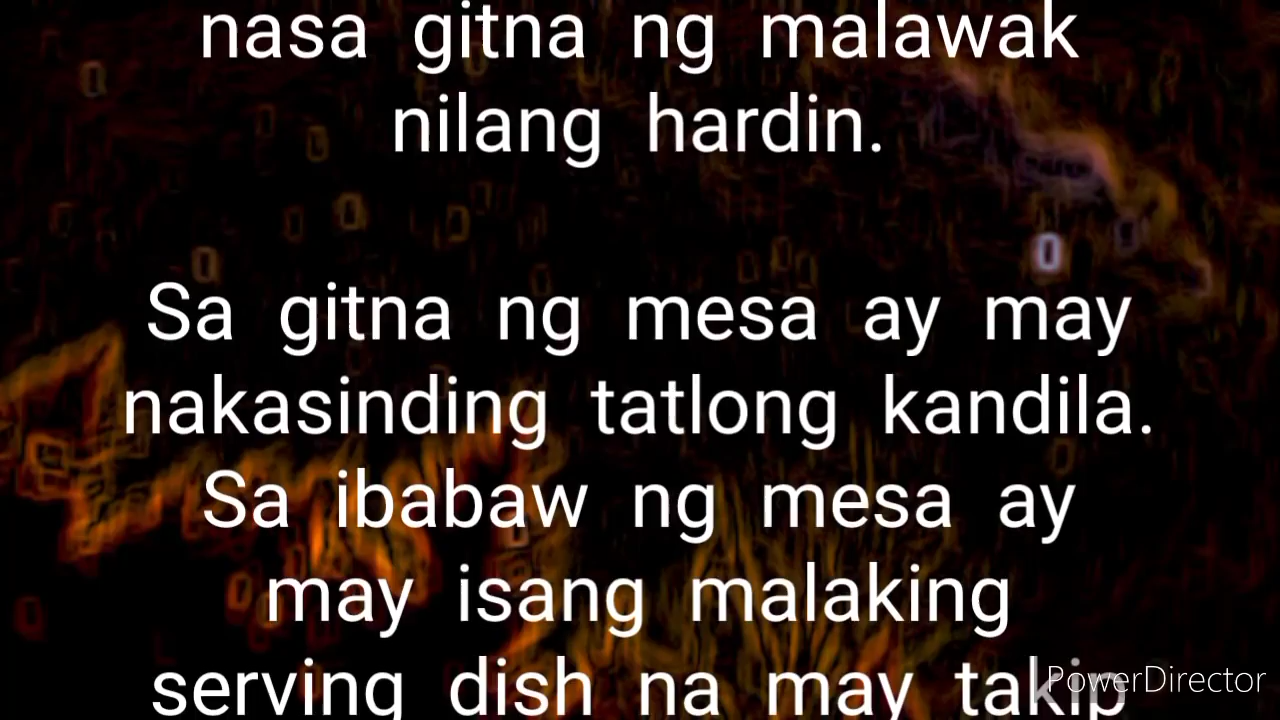 nasa gitna ng malawak
nilang hardin.
Sa gitna ng mesa ay may
nakasinding tatlong kandila.
Sa ibabaw ng mesa ay
may isang malaking
serving dish na may takip
PowerDirector